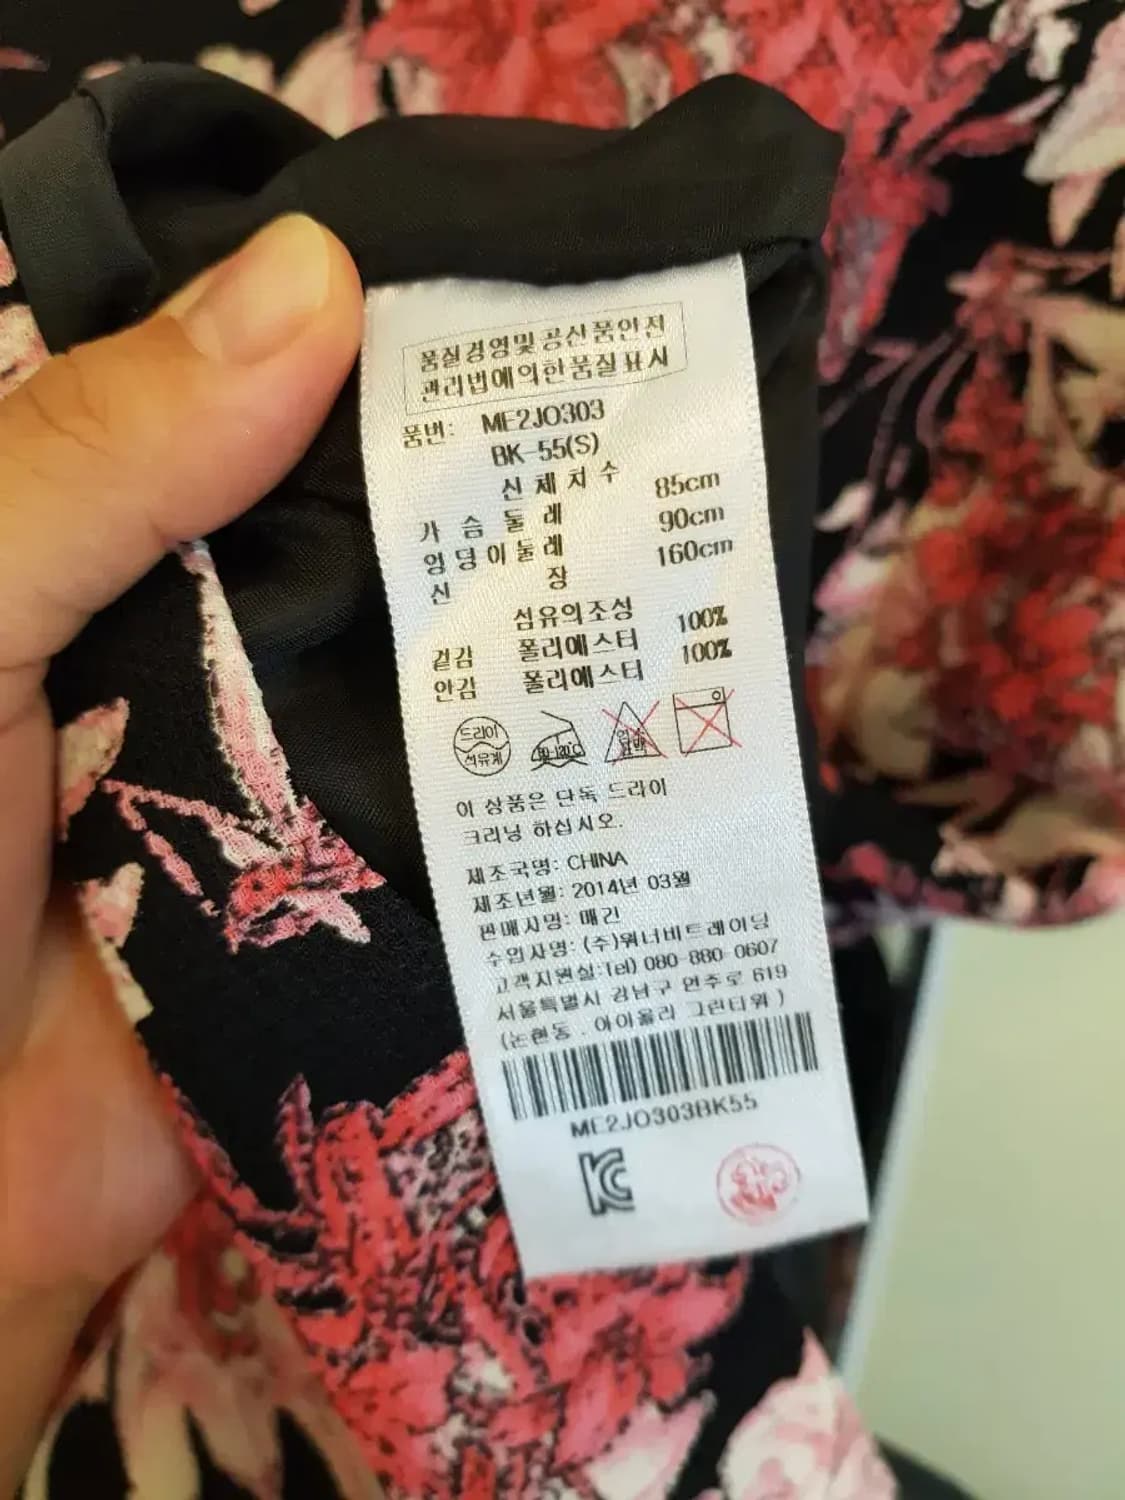 품질경영및공산품안전
관리법에의한품질표시
품번: ME2JO303
BK-55(S)
신체치수
가슴둘레 85cm
엉덩이둘레 90cm
신장 160cm
섬유의조성
겉감 폴리에스터 100%
안감 폴리에스터 100%
드라이
석유계
이 상품은 단독 드라이
크리닝 하십시오.
제조국명: CHINA
제조년월: 2014년 03월
판매자명: 매긴
수입사명: (주)워너비트레이딩
고객지원실:Tel) 080-880-0607
서울특별시 강남구 언주로 619
(논현동 . 아이올리 그린타워 )
ME2JO303BK55